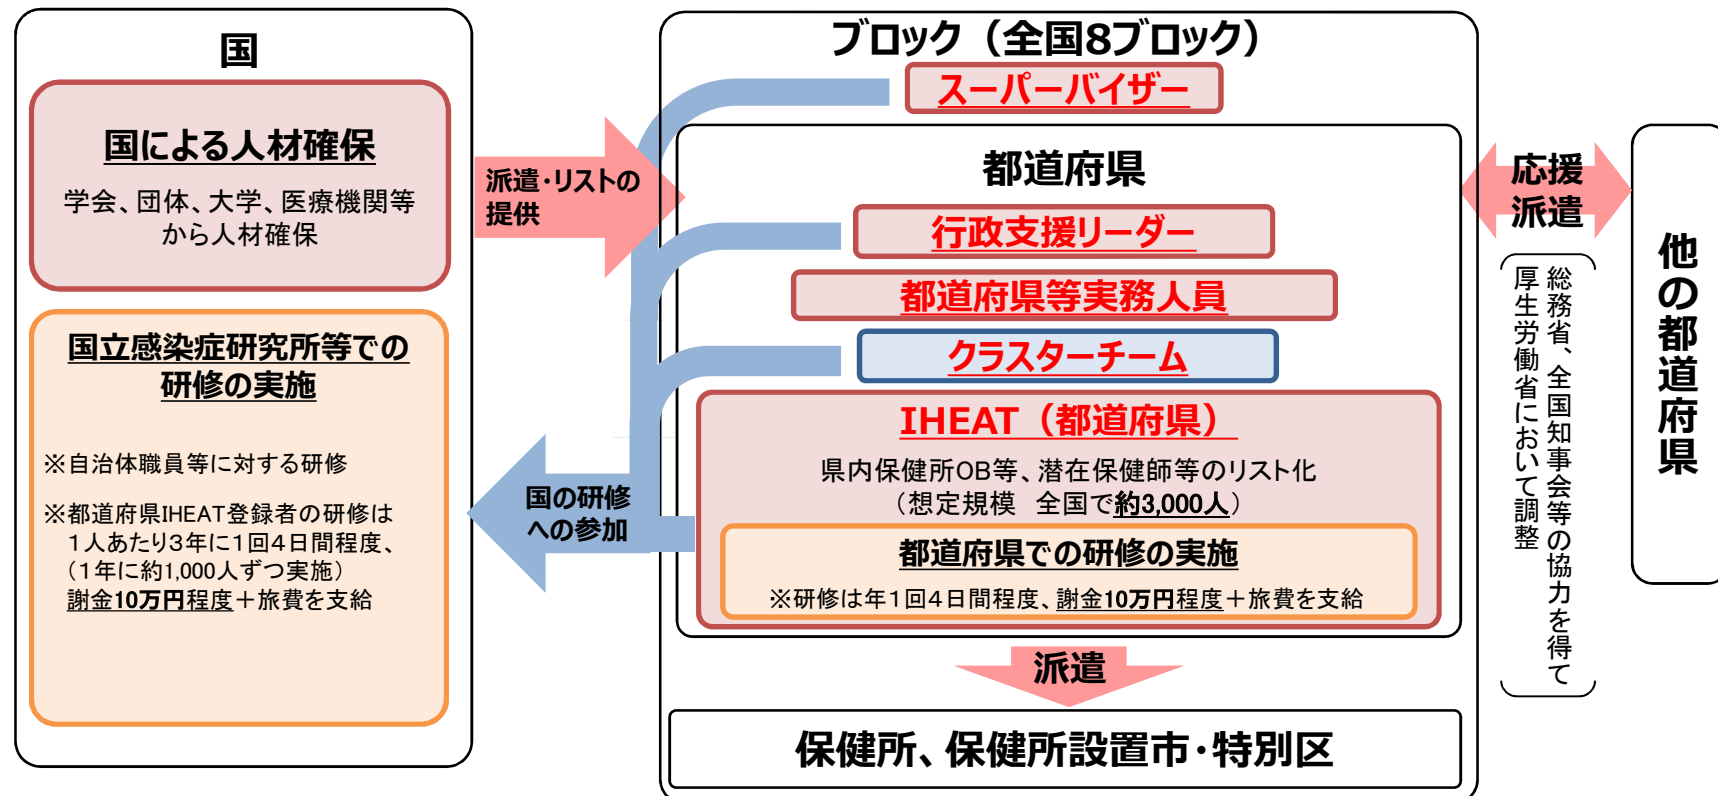 国
国による人材確保
学会、団体、大学、医療機関等
から人材確保
国立感染症研究所等での
研修の実施
※自治体職員等に対する研修
※都道府県IHEAT登録者の研修は
1人あたり3年に1回4日間程度、
(1年に約1,000人ずつ実施)
謝金10万円程度+旅費を支給
派遣・リストの
提供
国の研修
への参加
ブロック(全国8ブロック)
スーパーバイザー
都道府県
行政支援リーダー
都道府県等実務人員
クラスターチーム
IHEAT(都道府県)
県内保健所OB等、潜在保健師等のリスト化
(想定規模 全国で約3,000人)
都道府県での研修の実施
※研修は年1回4日間程度、謝金10万円程度+旅費を支給
派遣
保健所、保健所設置市・特別区
応援
派遣
総務省、全国知事会等の協力を得て
厚生労働省において調整
他の都道府県